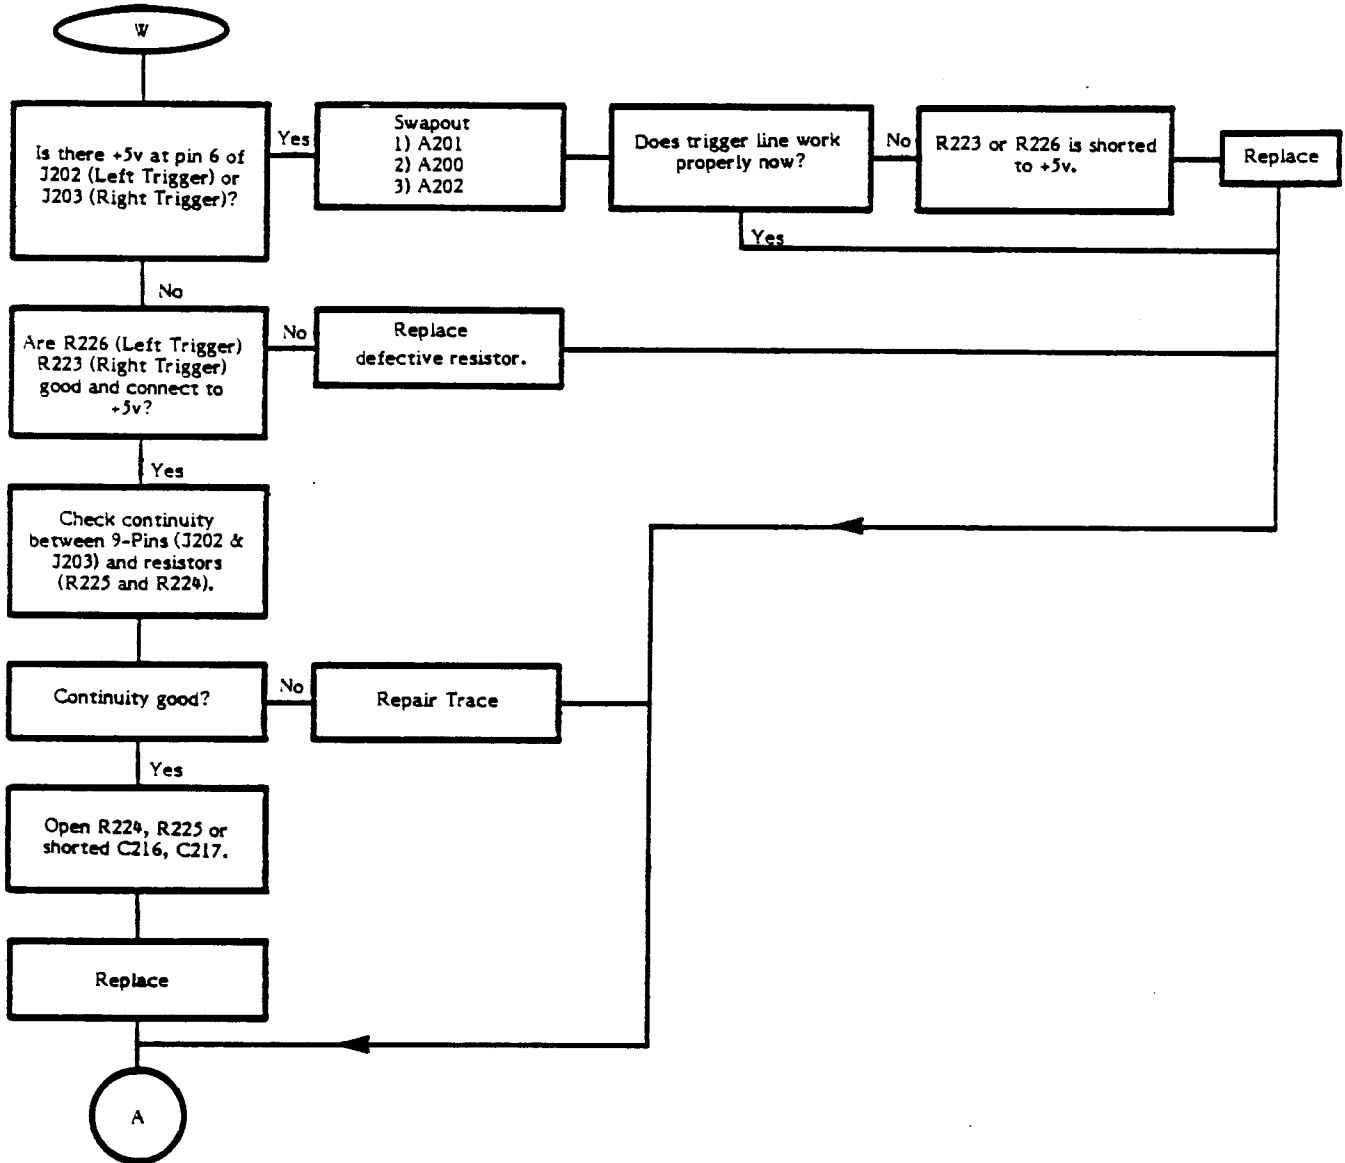 W
Is there +5v at pin 6 of
J202 (Left Trigger) or
J203 (Right Trigger)?
Yes
Swapout
1) A201
2) A200
3) A202
Does trigger line work
properly now?
No
R223 or R226 is shorted
to +5v.
Replace
Yes
No
Are R226 (Left Trigger)
R223 (Right Trigger)
good and connect to
+5v?
No
Replace
defective resistor.
Yes
Check continuity
between 9-Pins (J202 &
J203) and resistors
(R225 and R224).
Continuity good?
No
Repair Trace
Yes
Open R224, R225 or
shorted C216, C217.
Replace
A